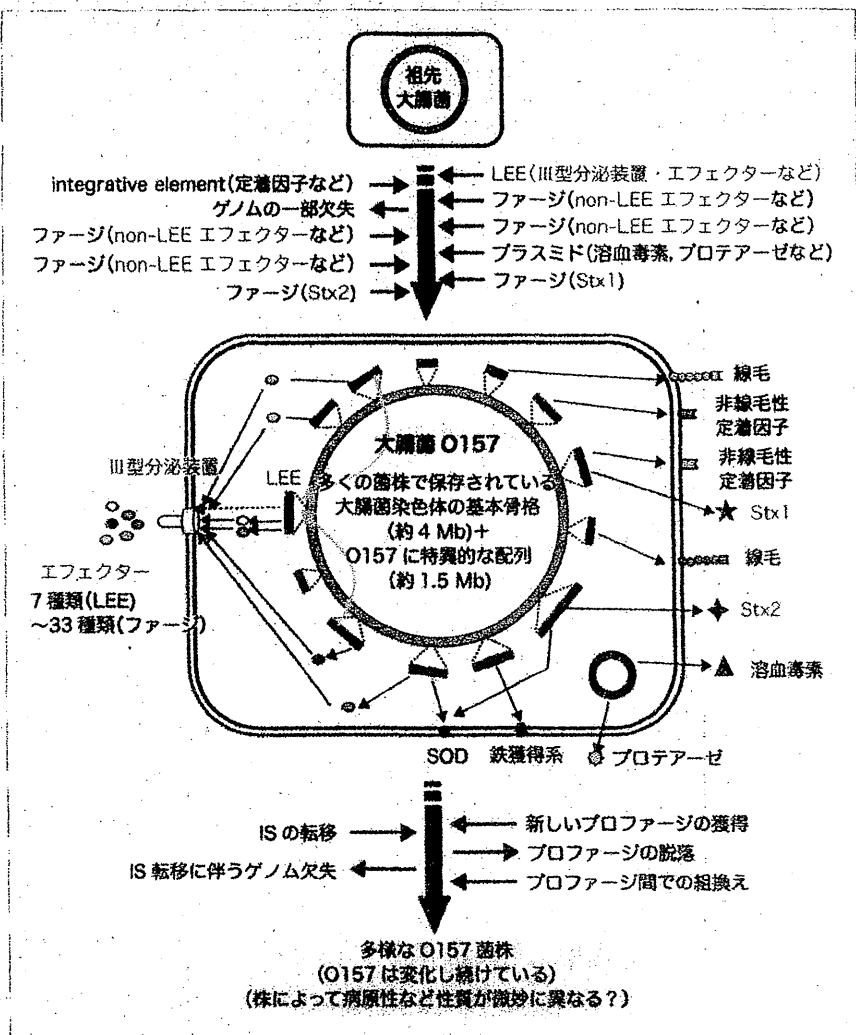 祖先
大腸菌
integrative element(定着因子など)
ゲノムの一部欠失
ファージ(non-LEE エフェクターなど)
ファージ(non-LEE エフェクターなど)
ファージ(Stx2)
LEE(III型分泌装置・エフェクターなど)
ファージ(non-LEE エフェクターなど)
ファージ(non-LEE エフェクターなど)
プラスミド(溶血毒素,プロテアーゼなど)
ファージ(Stx1)
III型分泌装置
LEE
エフェクター
7種類(LEE)
～33種類(ファージ)
大腸菌 O157
多くの菌株で保存されている
大腸菌染色体の基本骨格
(約 4 Mb)+
O157 に特異的な配列
(約 1.5 Mb)
線毛
非線毛性
定着因子
非線毛性
定着因子
Stx1
線毛
Stx2
溶血毒素
プロテアーゼ
SOD
鉄獲得系
IS の転移
IS 転移に伴うゲノム欠失
新しいプロファージの獲得
プロファージの脱落
プロファージ間での組換え
多様な O157 菌株
(O157 は変化し続けている)
(株によって病原性など性質が微妙に異なる？)